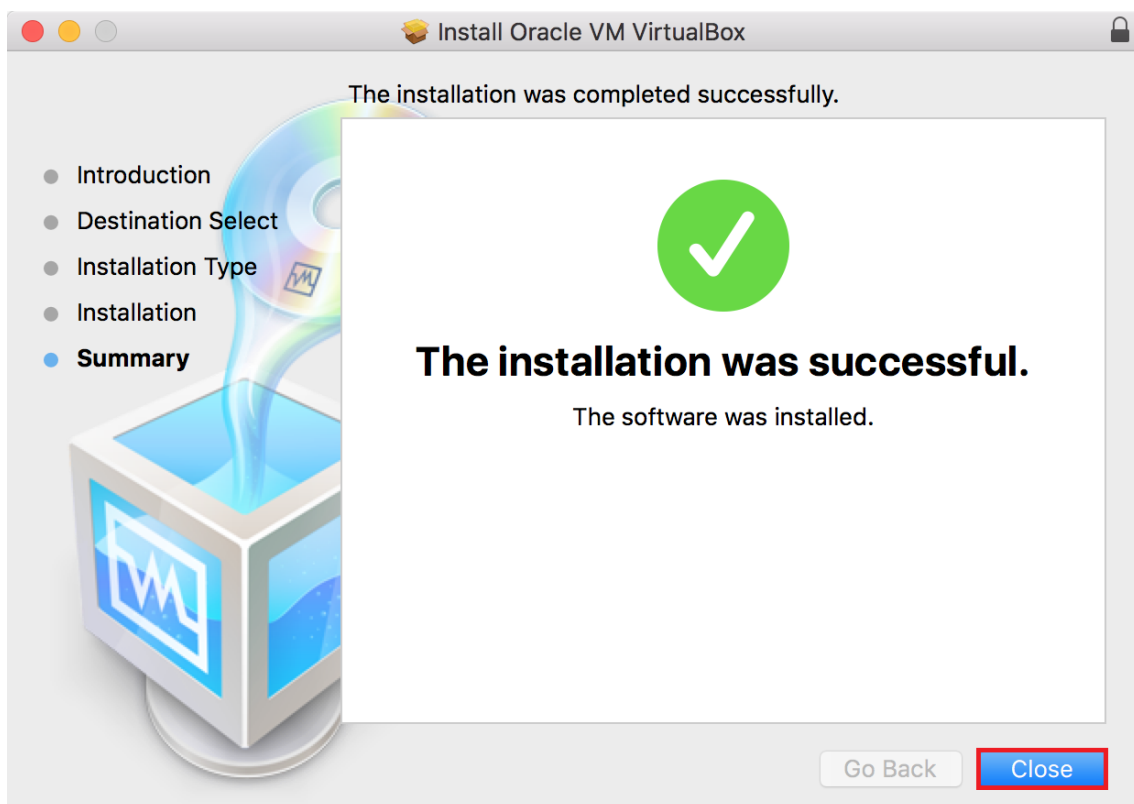 Install Oracle VM VirtualBox
The installation was completed successfully.
Introduction
Destination Select
Installation Type
Installation
Summary
The installation was successful.
The software was installed.
Go Back
Close